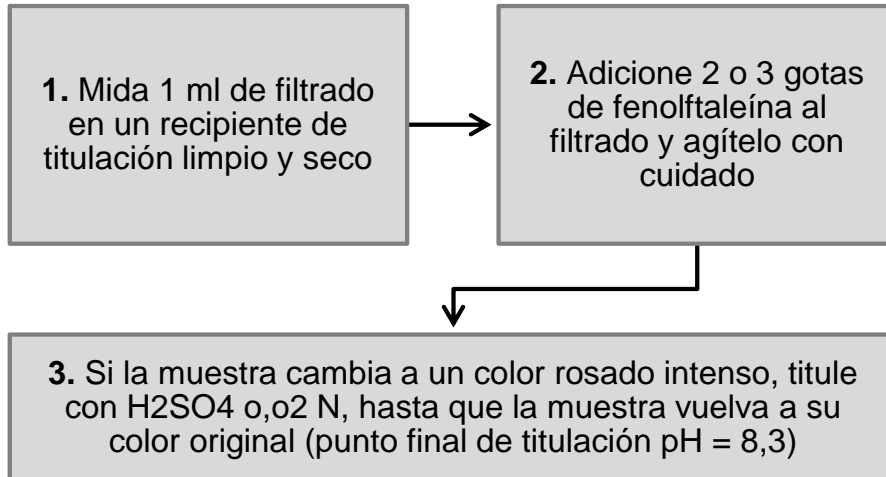 1. Mida 1 ml de filtrado
en un recipiente de
titulación limpio y seco
2. Adicione 2 o 3 gotas
de fenolftaleína al
filtrado y agítelo con
cuidado
3. Si la muestra cambia a un color rosado intenso, titule
con H2SO4 o,o2 N, hasta que la muestra vuelva a su
color original (punto final de titulación pH = 8,3)